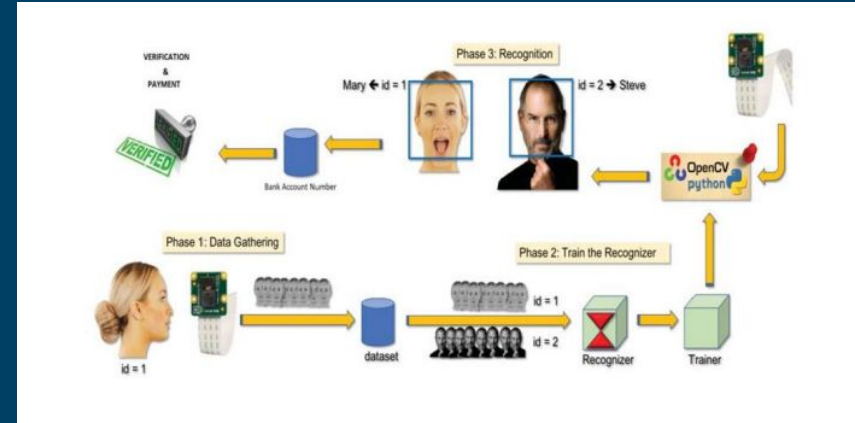 VERIFICATION
&
PAYMENT
VERIFIED
Bank Account Number
Phase 3: Recognition
Mary ← id = 1
id = 2 → Steve
OpenCV
python
Phase 1: Data Gathering
id = 1
dataset
Phase 2: Train the Recognizer
id = 1
id = 2
Recognizer
Trainer